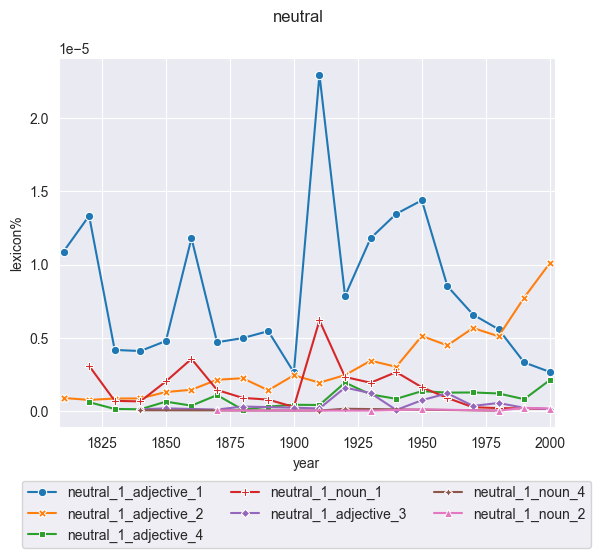 neutral
1e−5
2.0
1.5
lexicon%
1.0
0.5
0.0
1825 1850 1875 1900 1925 1950 1975 2000
year
neutral_1_adjective_1 neutral_1_noun_1 neutral_1_noun_4
neutral_1_adjective_2 neutral_1_adjective_3 neutral_1_noun_2
neutral_1_adjective_4